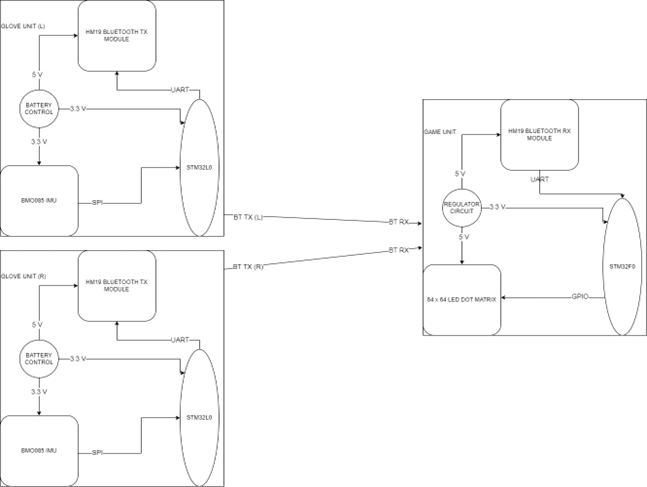 GLOVE UNIT (L)
HM19 BLUETOOTH TX
MODULE
5 V
UART
BATTERY
CONTROL
3.3 V
3.3 V
STM32L0
BMO085 IMU
SPI
BT TX (L)
BT RX
GAME UNIT
HM19 BLUETOOTH RX
MODULE
5 V
UART
REGULATOR
CIRCUIT
3.3 V
5 V
STM32F0
64 x 64 LED DOT MATRIX
GPIO
BT TX (R)
BT RX
GLOVE UNIT (R)
HM19 BLUETOOTH TX
MODULE
5 V
UART
BATTERY
CONTROL
3.3 V
3.3 V
STM32L0
BMO085 IMU
SPI